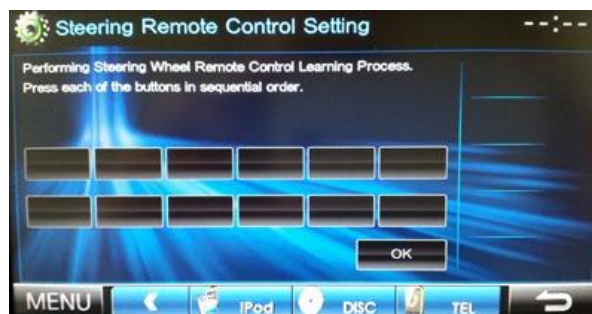 Steering Remote Control Setting
--:--
Performing Steering Wheel Remote Control Learning Process.
Press each of the buttons in sequential order.
OK
MENU iPod DISC TEL